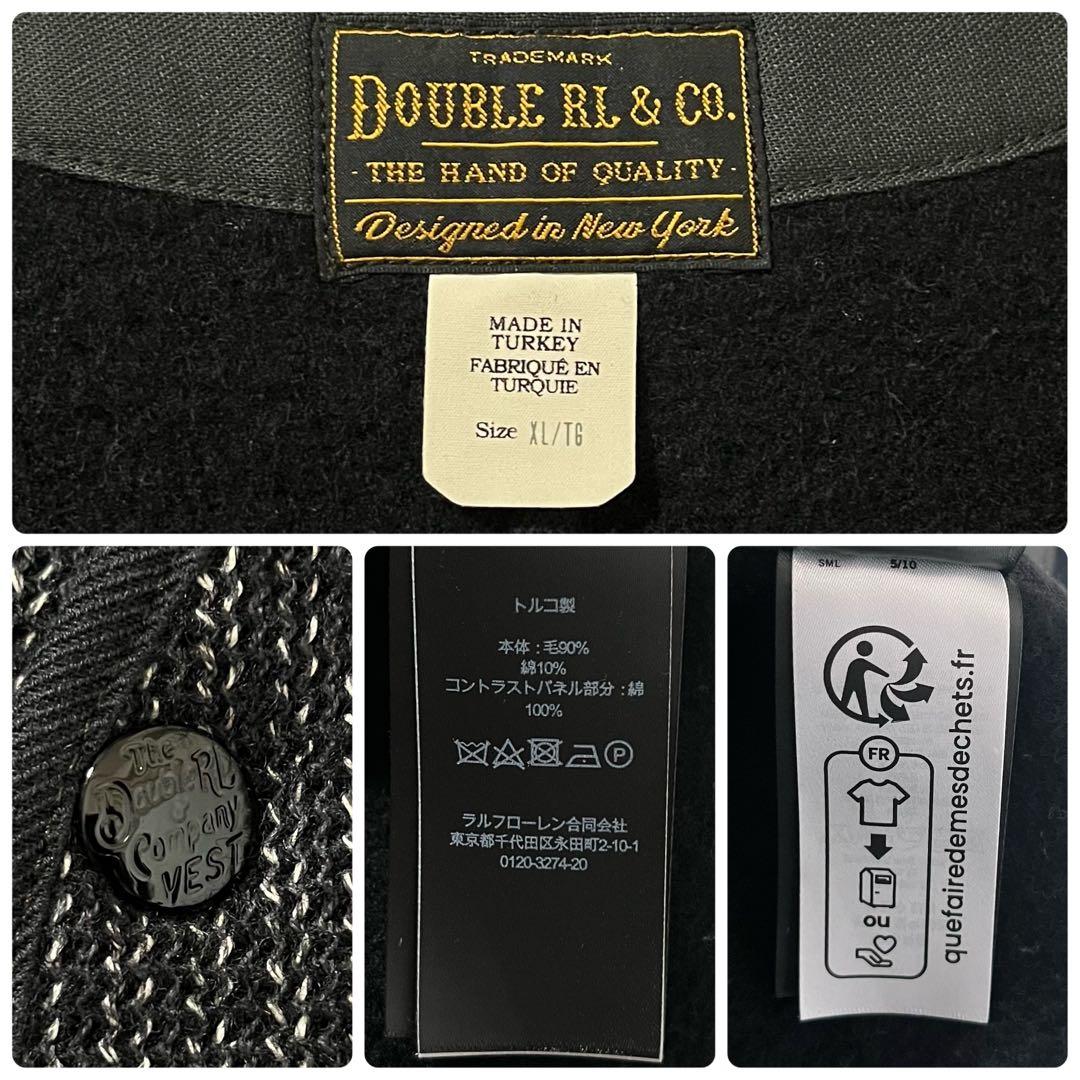 TRADEMARK
DOUBLE RL & CO.
- THE HAND OF QUALITY -
Designed in New York
MADE IN
TURKEY
FABRIQUÉ EN
TURQUIE
Size XL/TG
The
Double RL
&
Company
VEST
トルコ製
本体 : 毛90%
綿10%
コントラストパネル部分 : 綿
100%
P
ラルフローレン合同会社
東京都千代田区永田町2-10-1
0120-3274-20
SML 5/10
FR
OU
quefairedemesdechets.fr